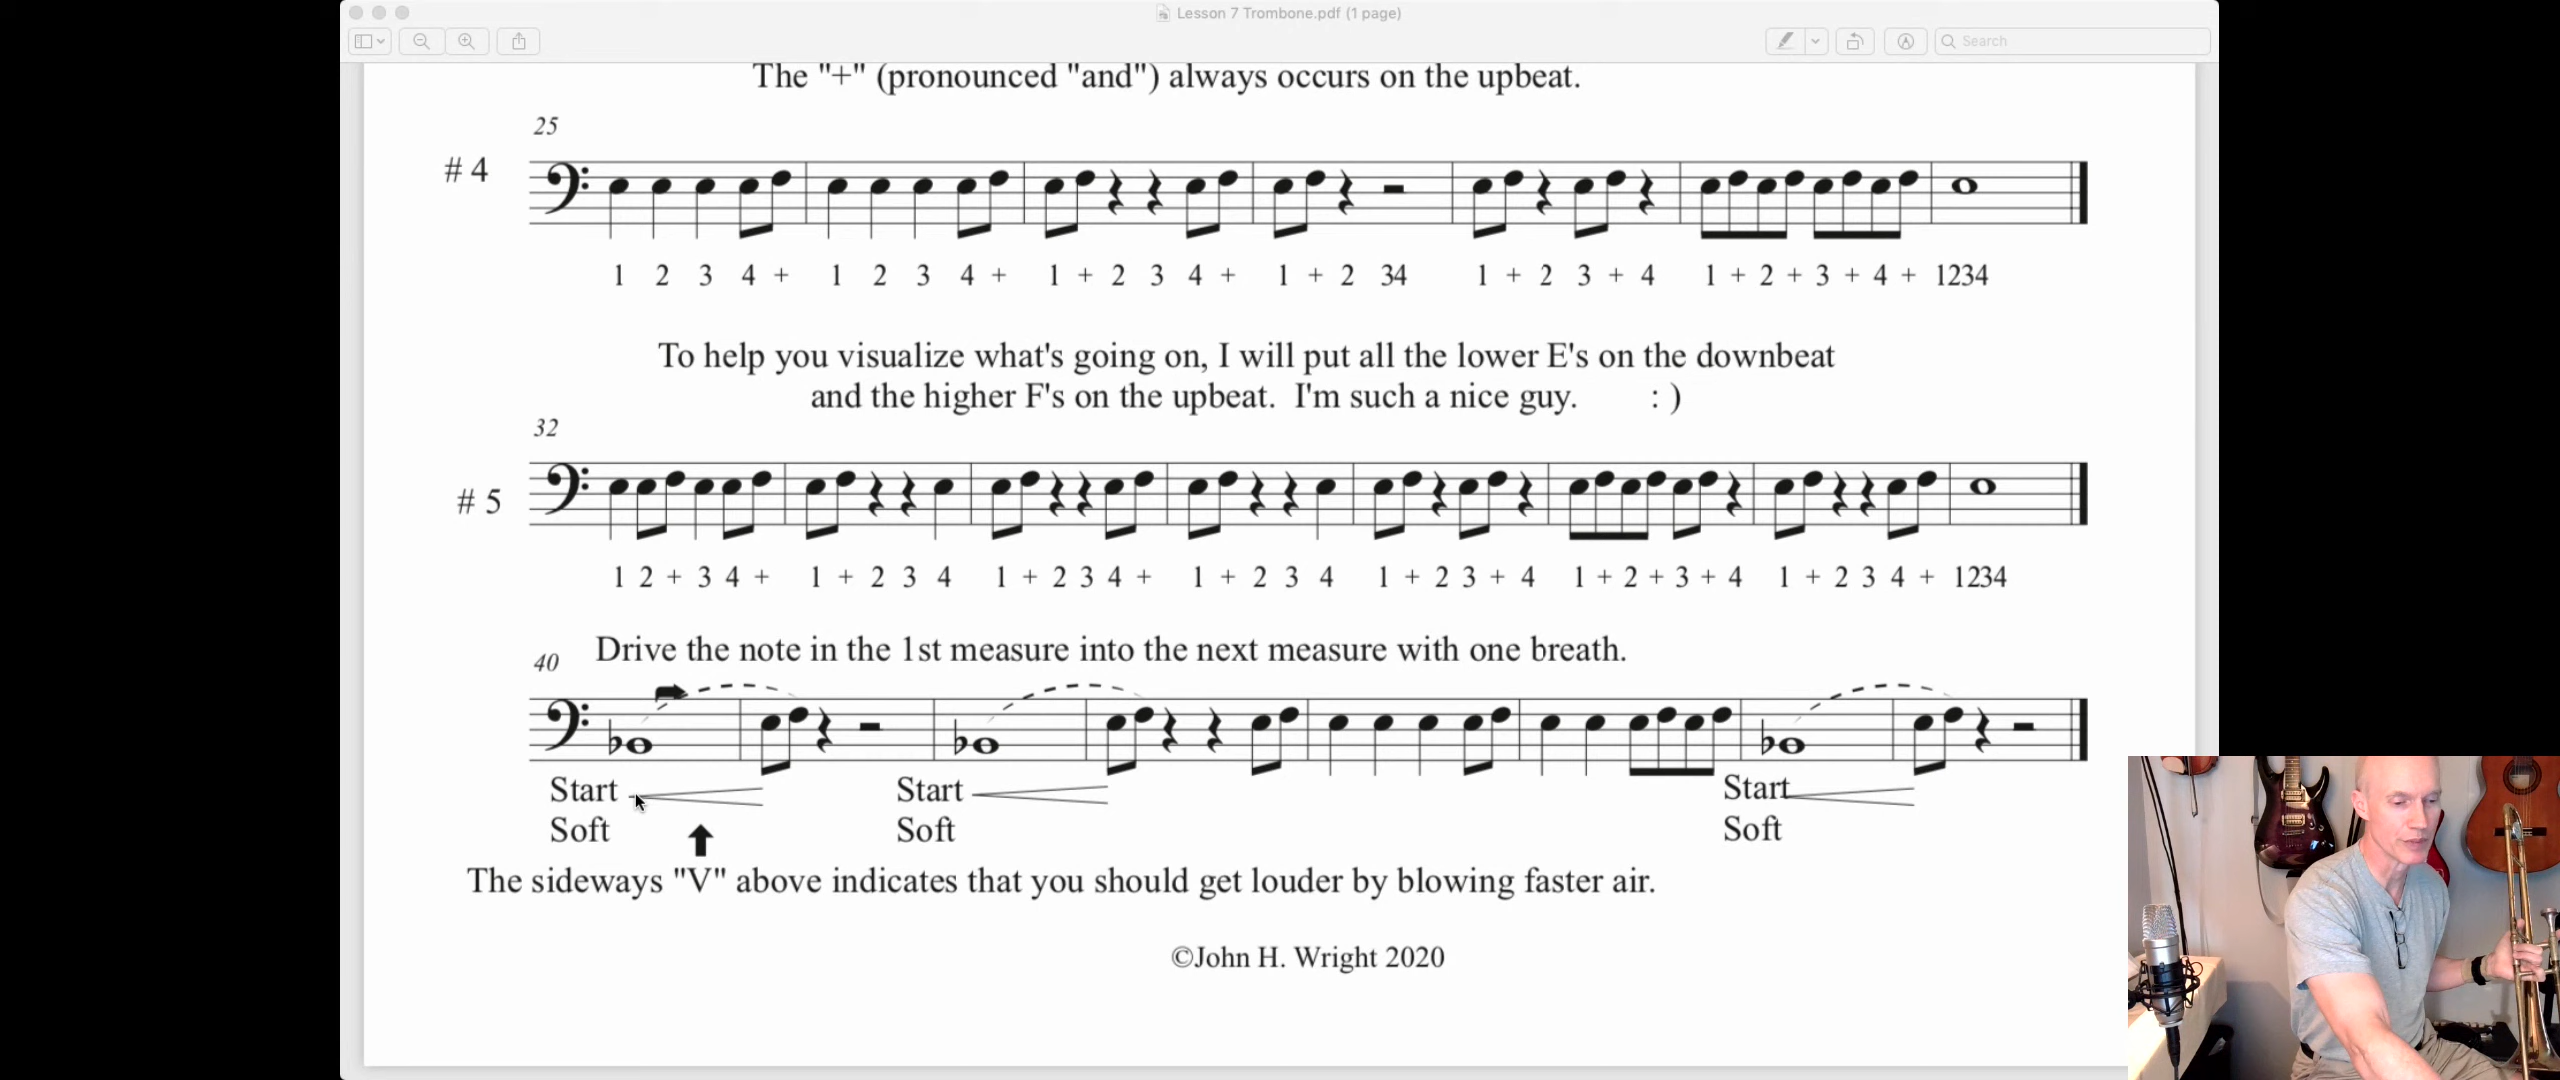 Lesson 7 Trombone.pdf (1 page)
Search
The "+" (pronounced "and") always occurs on the upbeat.
25
# 4
1 2 3 4 + 1 2 3 4 + 1 + 2 3 4 + 1 + 2 34 1 + 2 3 + 4 1 + 2 + 3 + 4 + 1234
To help you visualize what's going on, I will put all the lower E's on the downbeat
and the higher F's on the upbeat. I'm such a nice guy. : )
32
# 5
1 2 + 3 4 + 1 + 2 3 4 1 + 2 3 4 + 1 + 2 3 4 1 + 2 3 + 4 1 + 2 + 3 + 4 1 + 2 3 4 + 1234
Drive the note in the 1st measure into the next measure with one breath.
40
Start Start Start
Soft Soft Soft
The sideways "V" above indicates that you should get louder by blowing faster air.
©John H. Wright 2020